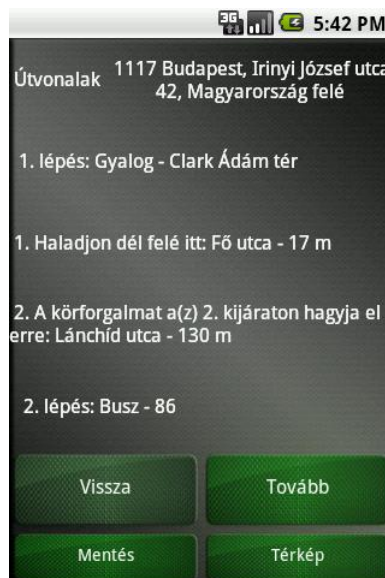 3G
5:42 PM
Útvonalak
1117 Budapest, Irinyi József utca
42, Magyarország felé
1. lépés: Gyalog - Clark Ádám tér
1. Haladjon dél felé itt: Fő utca - 17 m
2. A körforgalmat a(z) 2. kijáraton hagyja el
erre: Lánchíd utca - 130 m
2. lépés: Busz - 86
Vissza
Tovább
Mentés
Térkép